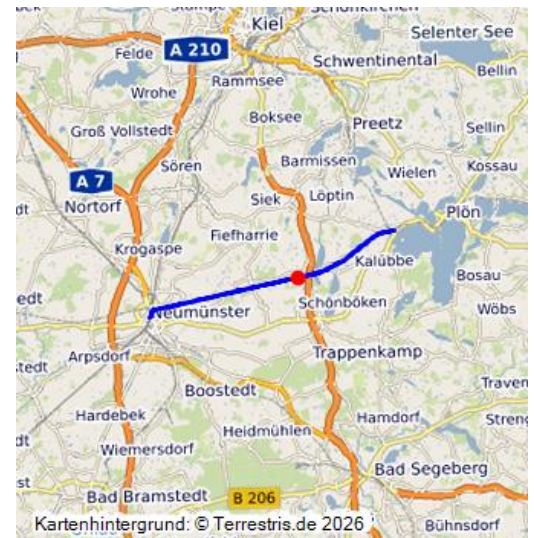 Kiel
Selenter See
Felde
A 210
Schwentinental
Bellin
Rammsee
Wrohe
Boksee
Preetz
Groß Vollstedt
Sellin
Barmissen
Sören
Wielen
Kossau
A 7
Siek
Löptin
Nortorf
Plön
Fiefharrie
Krogaspe
Kalübbe
Bosau
Schönböken
Neumünster
Wöbs
Arpsdorf
Trappenkamp
stedt
Boostedt
Hardebek
Hamdorf
Heidmühlen
Wiemersdorf
Bad Segeberg
Bad Bramstedt
B 206
Kartenhintergrund: © Terrestris.de 2026
Bühnsdorf